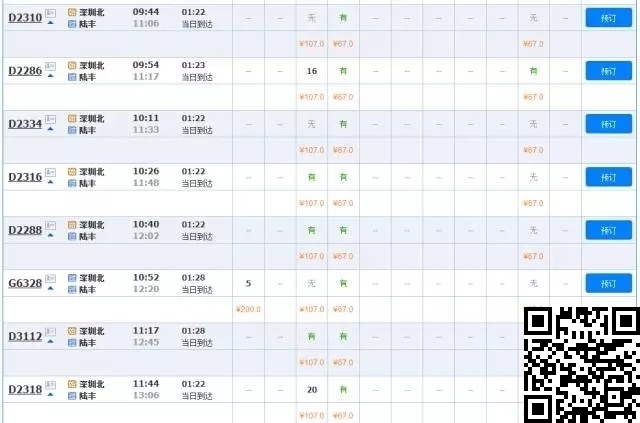 D2310 深圳北 09:44 01:22 -- -- 无 有 -- -- -- -- -- 无 -- 预订
陆丰 11:06 当日到达
¥107.0 ¥67.0 ¥67.0
D2286 深圳北 09:54 01:23 -- -- 16 有 -- -- -- -- -- 有 -- 预订
陆丰 11:17 当日到达
¥107.0 ¥67.0 ¥67.0
D2334 深圳北 10:11 01:22 -- -- 无 有 -- -- -- -- -- 无 -- 预订
陆丰 11:33 当日到达
¥107.0 ¥67.0 ¥67.0
D2316 深圳北 10:26 01:22 -- -- 有 有 -- -- -- -- -- 无 -- 预订
陆丰 11:48 当日到达
¥107.0 ¥67.0 ¥67.0
D2288 深圳北 10:40 01:22 -- -- 有 有 -- -- -- -- -- 无 -- 预订
陆丰 12:02 当日到达
¥107.0 ¥67.0 ¥67.0
G6328 深圳北 10:52 01:28 5 -- 无 有 -- -- -- -- -- 无 -- 预订
陆丰 12:20 当日到达
¥200.0 ¥107.0 ¥67.0
D3112 深圳北 11:17 01:28 -- -- 有 有 -- -- -- --
陆丰 12:45 当日到达
¥107.0 ¥67.0
D2318 深圳北 11:44 01:22 -- -- 20 有 -- -- -- --
陆丰 13:06 当日到达
¥107.0 ¥67.0